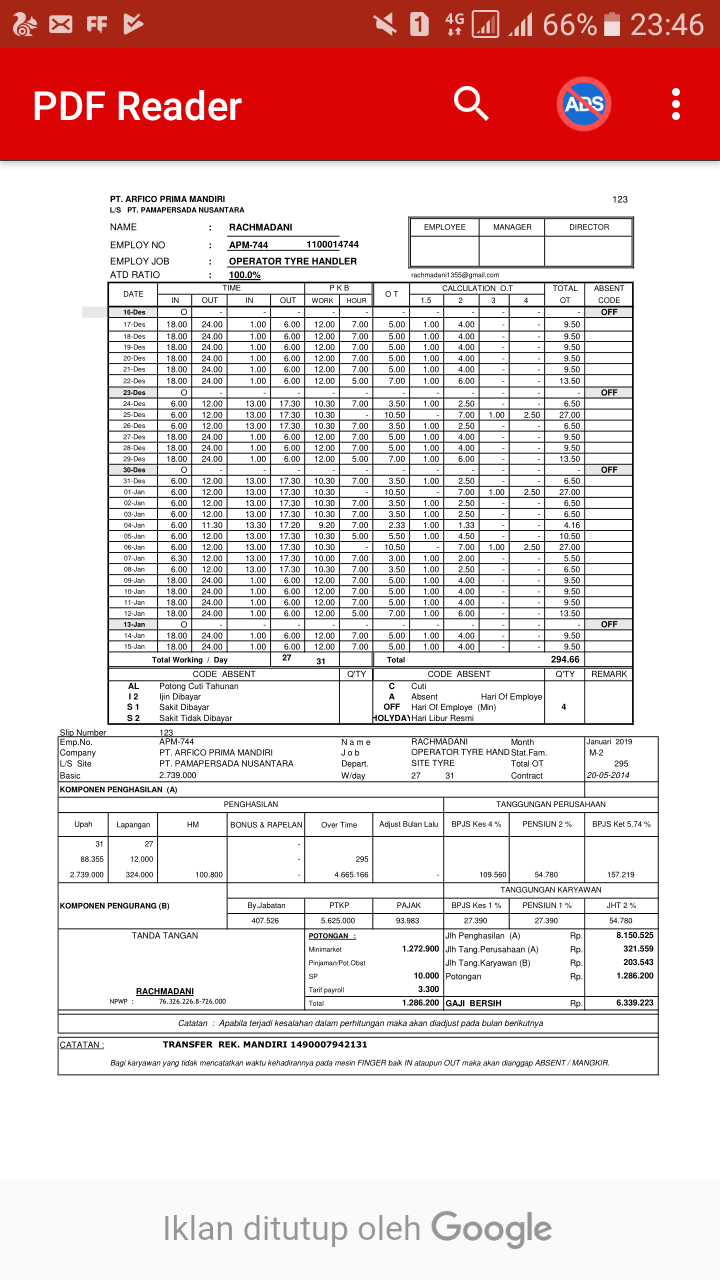 FF 1 4G 66% 23:46
PDF Reader ADS
PT. ARFICO PRIMA MANDIRI 123
L/S PT. PAMAPERSADA NUSANTARA
NAME : RACHMADANI EMPLOYEE MANAGER DIRECTOR
EMPLOY NO : APM-744 1100014744
EMPLOY JOB : OPERATOR TYRE HANDLER
ATD RATIO : 100.0% rachmadani1355@gmail.com
DATE TIME P K B O T CALCULATION O.T TOTAL ABSENT
IN OUT IN OUT WORK HOUR 1.5 2 3 4 OT CODE
16-Des O - - - - - - - - - - - OFF
17-Des 18.00 24.00 1.00 6.00 12.00 7.00 5.00 1.00 4.00 - - 9.50
18-Des 18.00 24.00 1.00 6.00 12.00 7.00 5.00 1.00 4.00 - - 9.50
19-Des 18.00 24.00 1.00 6.00 12.00 7.00 5.00 1.00 4.00 - - 9.50
20-Des 18.00 24.00 1.00 6.00 12.00 7.00 5.00 1.00 4.00 - - 9.50
21-Des 18.00 24.00 1.00 6.00 12.00 7.00 5.00 1.00 4.00 - - 9.50
22-Des 18.00 24.00 1.00 6.00 12.00 5.00 7.00 1.00 6.00 - - 13.50
23-Des O - - - - - - - - - - - OFF
24-Des 6.00 12.00 13.00 17.30 10.30 7.00 3.50 1.00 2.50 - - 6.50
25-Des 6.00 12.00 13.00 17.30 10.30 - 10.50 - 7.00 1.00 2.50 27.00
26-Des 6.00 12.00 13.00 17.30 10.30 7.00 3.50 1.00 2.50 - - 6.50
27-Des 18.00 24.00 1.00 6.00 12.00 7.00 5.00 1.00 4.00 - - 9.50
28-Des 18.00 24.00 1.00 6.00 12.00 7.00 5.00 1.00 4.00 - - 9.50
29-Des 18.00 24.00 1.00 6.00 12.00 5.00 7.00 1.00 6.00 - - 13.50
30-Des O - - - - - - - - - - - OFF
31-Des 6.00 12.00 13.00 17.30 10.30 7.00 3.50 1.00 2.50 - - 6.50
01-Jan 6.00 12.00 13.00 17.30 10.30 - 10.50 - 7.00 1.00 2.50 27.00
02-Jan 6.00 12.00 13.00 17.30 10.30 7.00 3.50 1.00 2.50 - - 6.50
03-Jan 6.00 12.00 13.00 17.30 10.30 7.00 3.50 1.00 2.50 - - 6.50
04-Jan 6.00 11.30 13.30 17.20 9.20 7.00 2.33 1.00 1.33 - - 4.16
05-Jan 6.00 12.00 13.00 17.30 10.30 5.00 5.50 1.00 4.50 - - 10.50
06-Jan 6.00 12.00 13.00 17.30 10.30 - 10.50 - 7.00 1.00 2.50 27.00
07-Jan 6.30 12.00 13.00 17.30 10.00 7.00 3.00 1.00 2.00 - - 5.50
08-Jan 6.00 12.00 13.00 17.30 10.30 7.00 3.50 1.00 2.50 - - 6.50
09-Jan 18.00 24.00 1.00 6.00 12.00 7.00 5.00 1.00 4.00 - - 9.50
10-Jan 18.00 24.00 1.00 6.00 12.00 7.00 5.00 1.00 4.00 - - 9.50
11-Jan 18.00 24.00 1.00 6.00 12.00 7.00 5.00 1.00 4.00 - - 9.50
12-Jan 18.00 24.00 1.00 6.00 12.00 5.00 7.00 1.00 6.00 - - 13.50
13-Jan O - - - - - - - - - - - OFF
14-Jan 18.00 24.00 1.00 6.00 12.00 7.00 5.00 1.00 4.00 - - 9.50
15-Jan 18.00 24.00 1.00 6.00 12.00 7.00 5.00 1.00 4.00 - - 9.50
Total Working / Day 27 31 Total 294.66
CODE ABSENT Q'TY CODE ABSENT Q'TY REMARK
AL Potong Cuti Tahunan C Cuti
I 2 Ijin Dibayar A Absent Hari Of Employe
S 1 Sakit Dibayar OFF Hari Of Employe (Min) 4
S 2 Sakit Tidak Dibayar HOLYDAY Hari Libur Resmi
Slip Number 123
Emp.No. APM-744 N a m e RACHMADANI Month Januari 2019
Company PT. ARFICO PRIMA MANDIRI J o b OPERATOR TYRE HAND Stat.Fam. M-2
L/S Site PT. PAMAPERSADA NUSANTARA Depart. SITE TYRE Total OT 295
Basic 2.739.000 W/day 27 31 Contract 20-05-2014
KOMPONEN PENGHASILAN (A)
PENGHASILAN TANGGUNGAN PERUSAHAAN
Upah Lapangan HM BONUS & RAPELAN Over Time Adjust Bulan Lalu BPJS Kes 4 % PENSIUN 2 % BPJS Ket 5.74 %
31 27 -
88.355 12.000 - 295
2.739.000 324.000 100.800 - 4.665.166 - 109.560 54.780 157.219
TANGGUNGAN KARYAWAN
KOMPONEN PENGURANG (B) By.Jabatan PTKP PAJAK BPJS Kes 1 % PENSIUN 1 % JHT 2 %
407.526 5.625.000 93.983 27.390 27.390 54.780
TANDA TANGAN POTONGAN : Jlh Penghasilan (A) Rp. 8.150.525
Minimarket 1.272.900 Jlh Tang.Perusahaan (A) Rp. 321.559
Pinjaman/Pot.Obat Jlh Tang.Karyawan (B) Rp. 203.543
SP 10.000 Potongan Rp. 1.286.200
RACHMADANI Tarif payroll 3.300
NPWP : 76.326.226.8-726.000 Total 1.286.200 GAJI BERSIH Rp. 6.339.223
Catatan : Apabila terjadi kesalahan dalam perhitungan maka akan diadjust pada bulan berikutnya
CATATAN : TRANSFER REK. MANDIRI 1490007942131
Bagi karyawan yang tidak mencatatkan waktu kehadirannya pada mesin FINGER baik IN ataupun OUT maka akan dianggap ABSENT / MANGKIR.
Iklan ditutup oleh Google